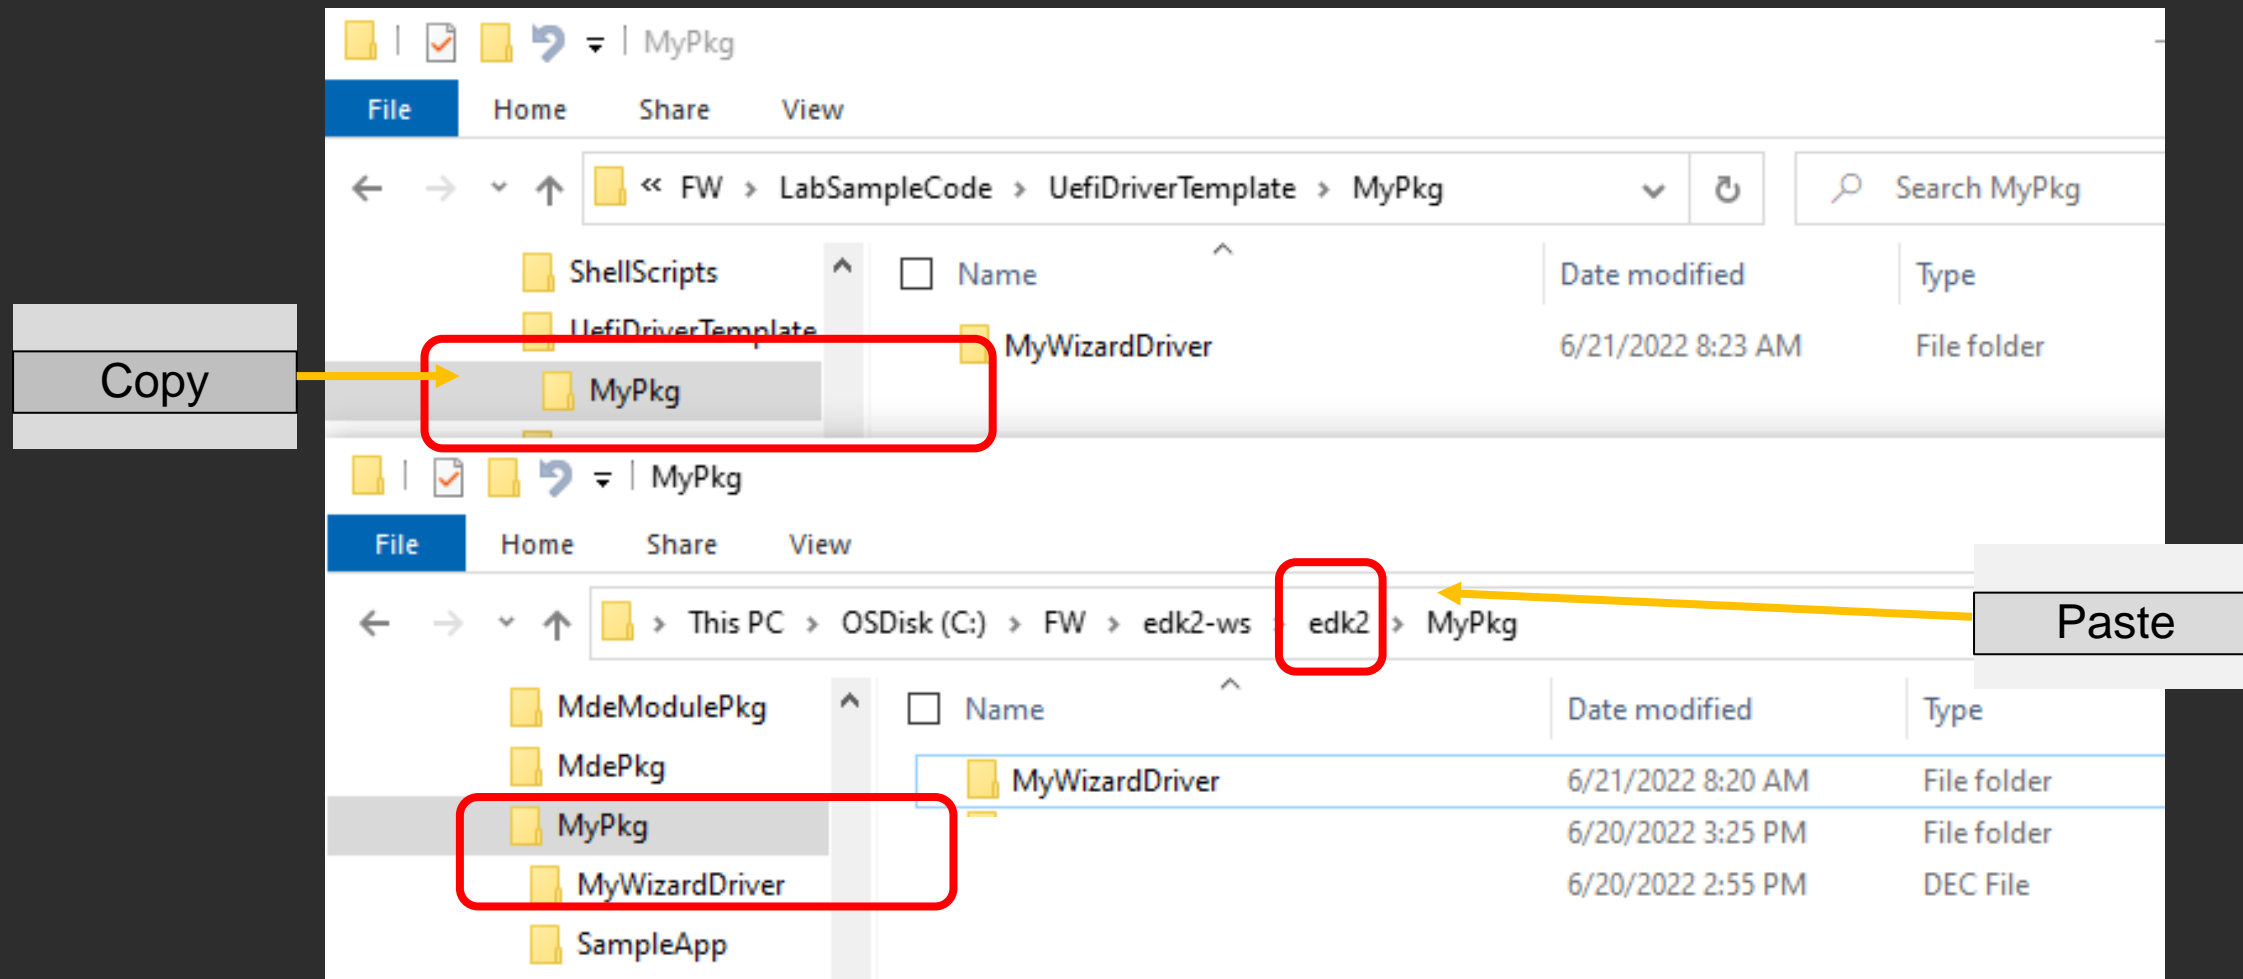 MyPkg
File Home Share View
« FW > LabSampleCode > UefiDriverTemplate > MyPkg
Search MyPkg
ShellScripts
Name Date modified Type
UefiDriverTemplate
MyWizardDriver 6/21/2022 8:23 AM File folder
Copy
MyPkg
MyPkg
File Home Share View
> This PC > OSDisk (C:) > FW > edk2-ws > edk2 > MyPkg
Paste
MdeModulePkg
Name Date modified Type
MdePkg
MyWizardDriver 6/21/2022 8:20 AM File folder
MyPkg
6/20/2022 3:25 PM File folder
MyWizardDriver
6/20/2022 2:55 PM DEC File
SampleApp